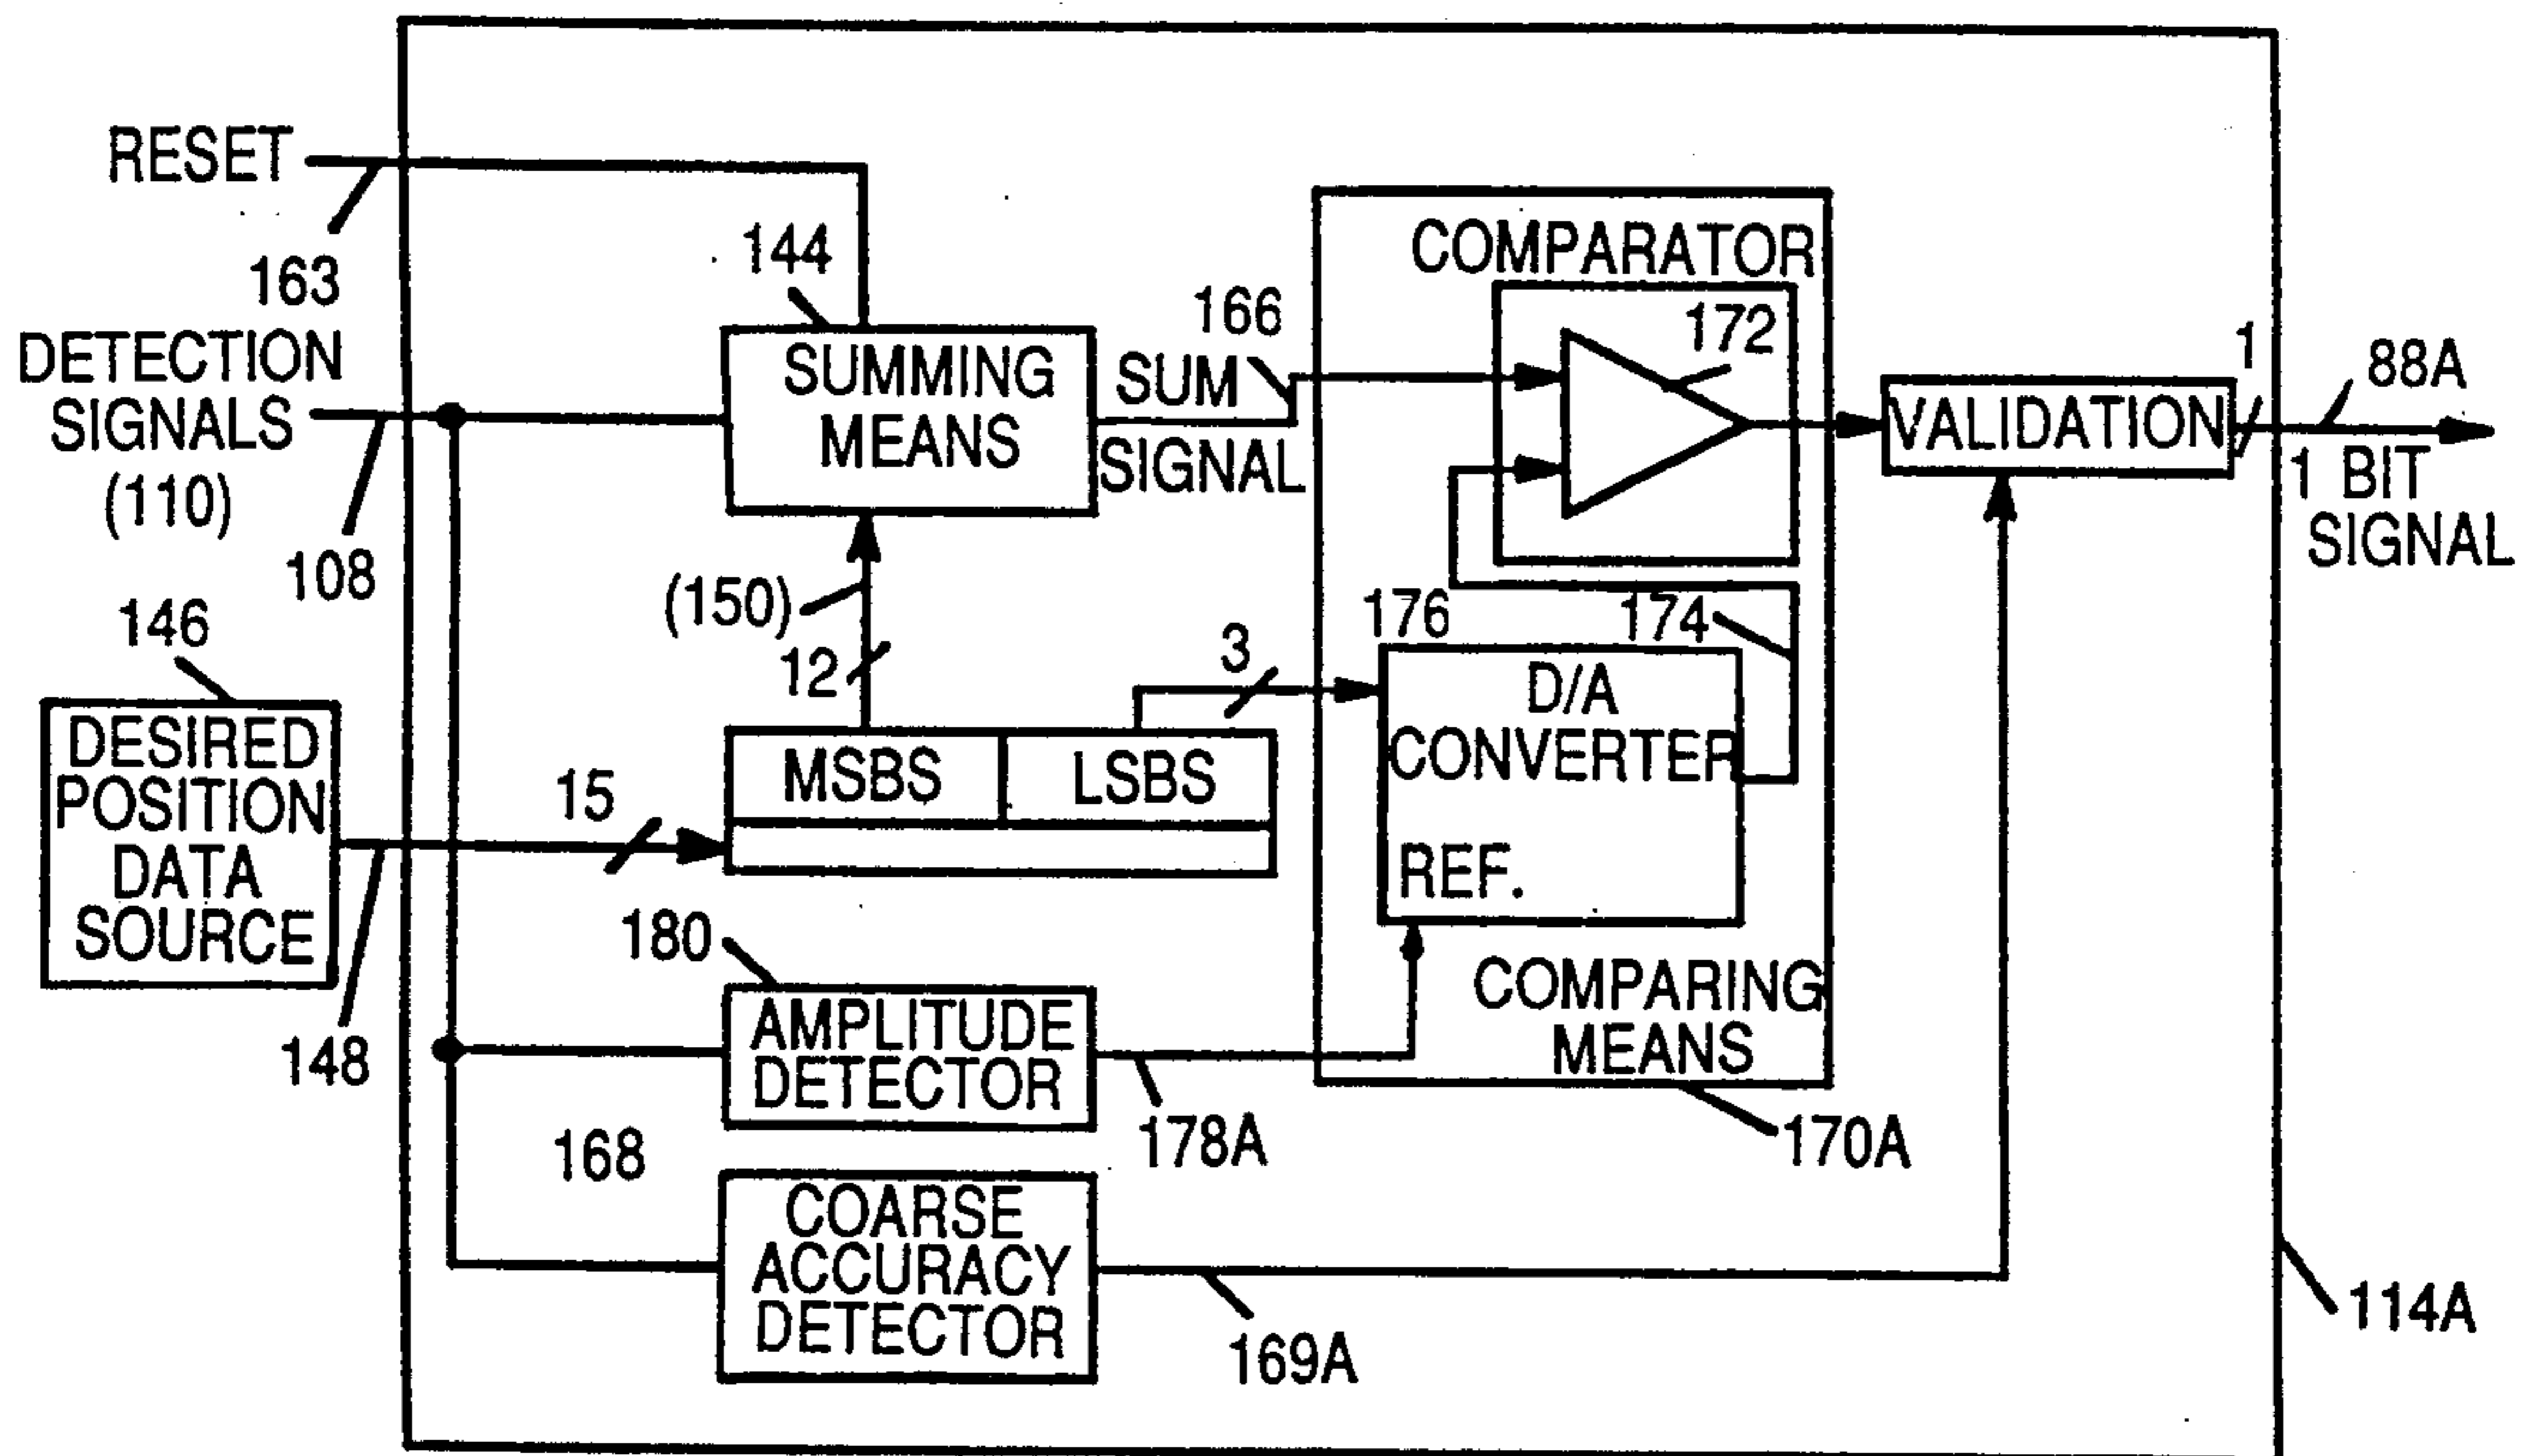 RESET
163
144
DETECTION
SIGNALS
(110)
108
SUMMING
MEANS
166
SUM
SIGNAL
COMPARATOR
172
VALIDATION
1
88A
1 BIT
SIGNAL
(150)
12
3
176
174
146
DESIRED
POSITION
DATA
SOURCE
148
15
MSBS
LSBS
D/A
CONVERTER
REF.
COMPARING
MEANS
170A
180
AMPLITUDE
DETECTOR
178A
168
COARSE
ACCURACY
DETECTOR
169A
114A